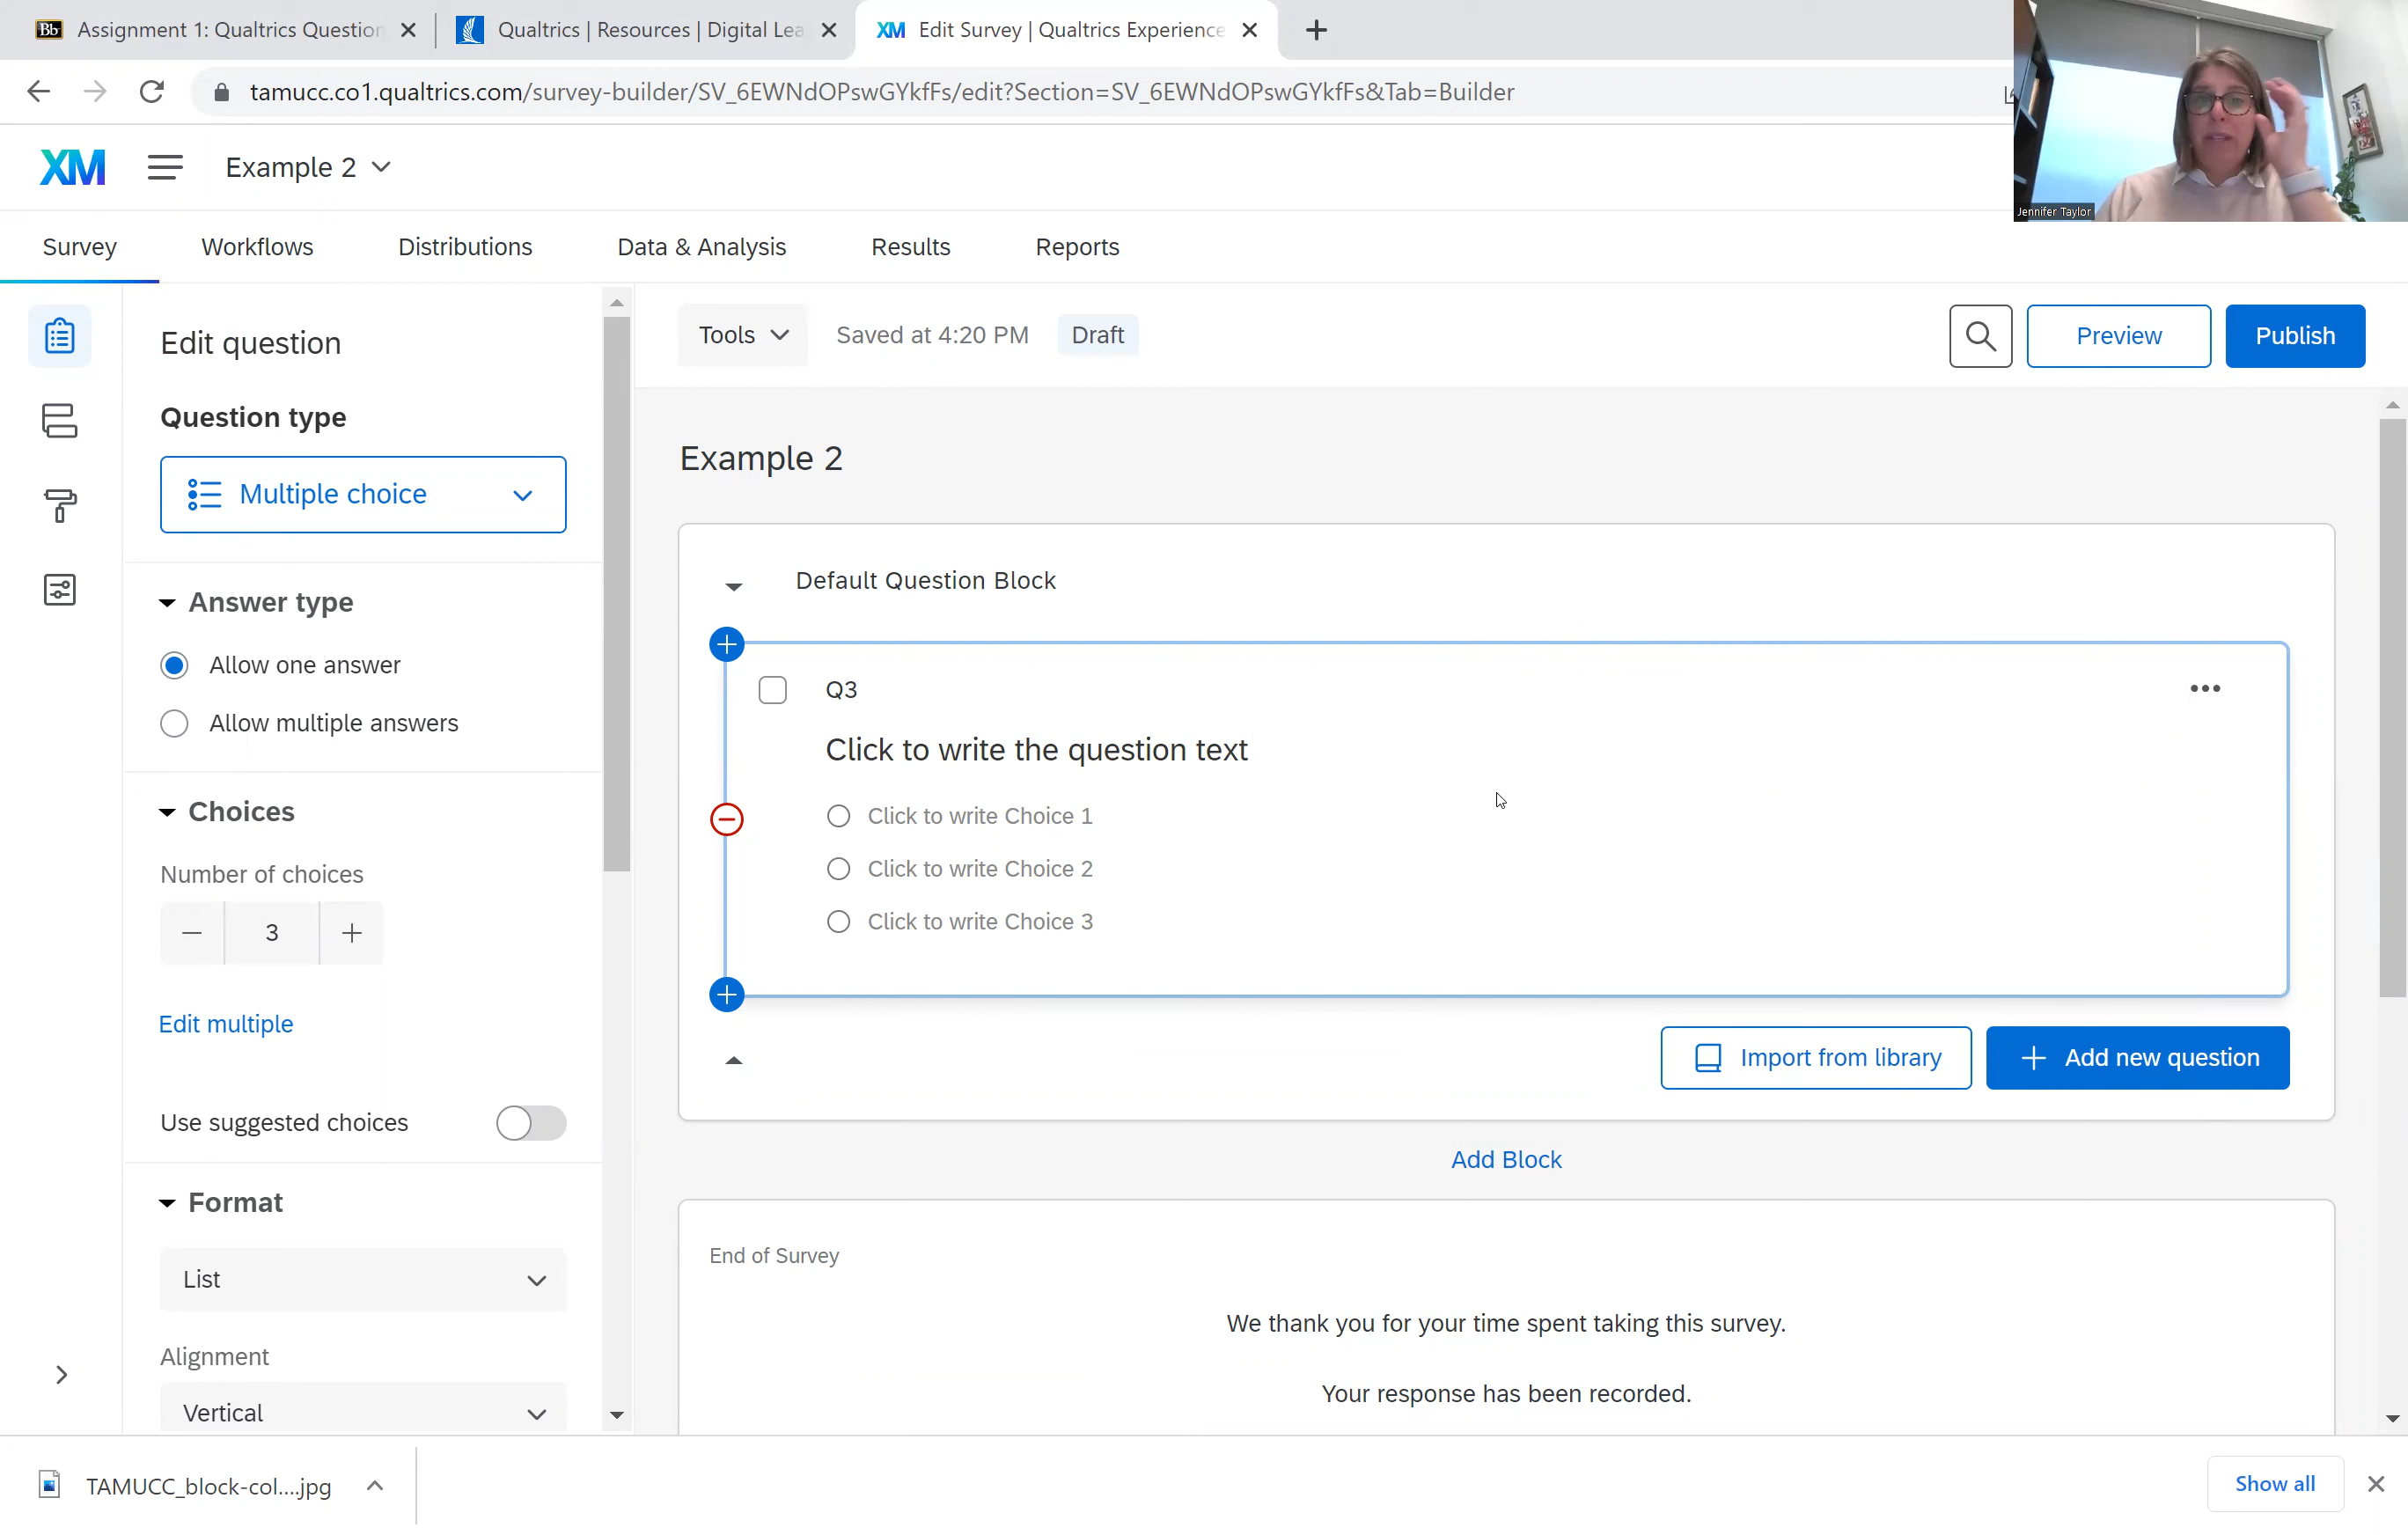 Bb Assignment 1: Qualtrics Question
Qualtrics | Resources | Digital Lea
XM Edit Survey | Qualtrics Experience
tamucc.co1.qualtrics.com/survey-builder/SV_6EWNdOPswGYkfFs/edit?Section=SV_6EWNdOPswGYkfFs&Tab=Builder
Jennifer Taylor
XM Example 2
Survey Workflows Distributions Data & Analysis Results Reports
Edit question
Question type
Multiple choice
Answer type
Allow one answer
Allow multiple answers
Choices
Number of choices
3
Edit multiple
Use suggested choices
Format
List
Alignment
Vertical
Tools Saved at 4:20 PM Draft Preview Publish
Example 2
Default Question Block
Q3
Click to write the question text
Click to write Choice 1
Click to write Choice 2
Click to write Choice 3
Import from library Add new question
Add Block
End of Survey
We thank you for your time spent taking this survey.
Your response has been recorded.
TAMUCC_block-col....jpg
Show all